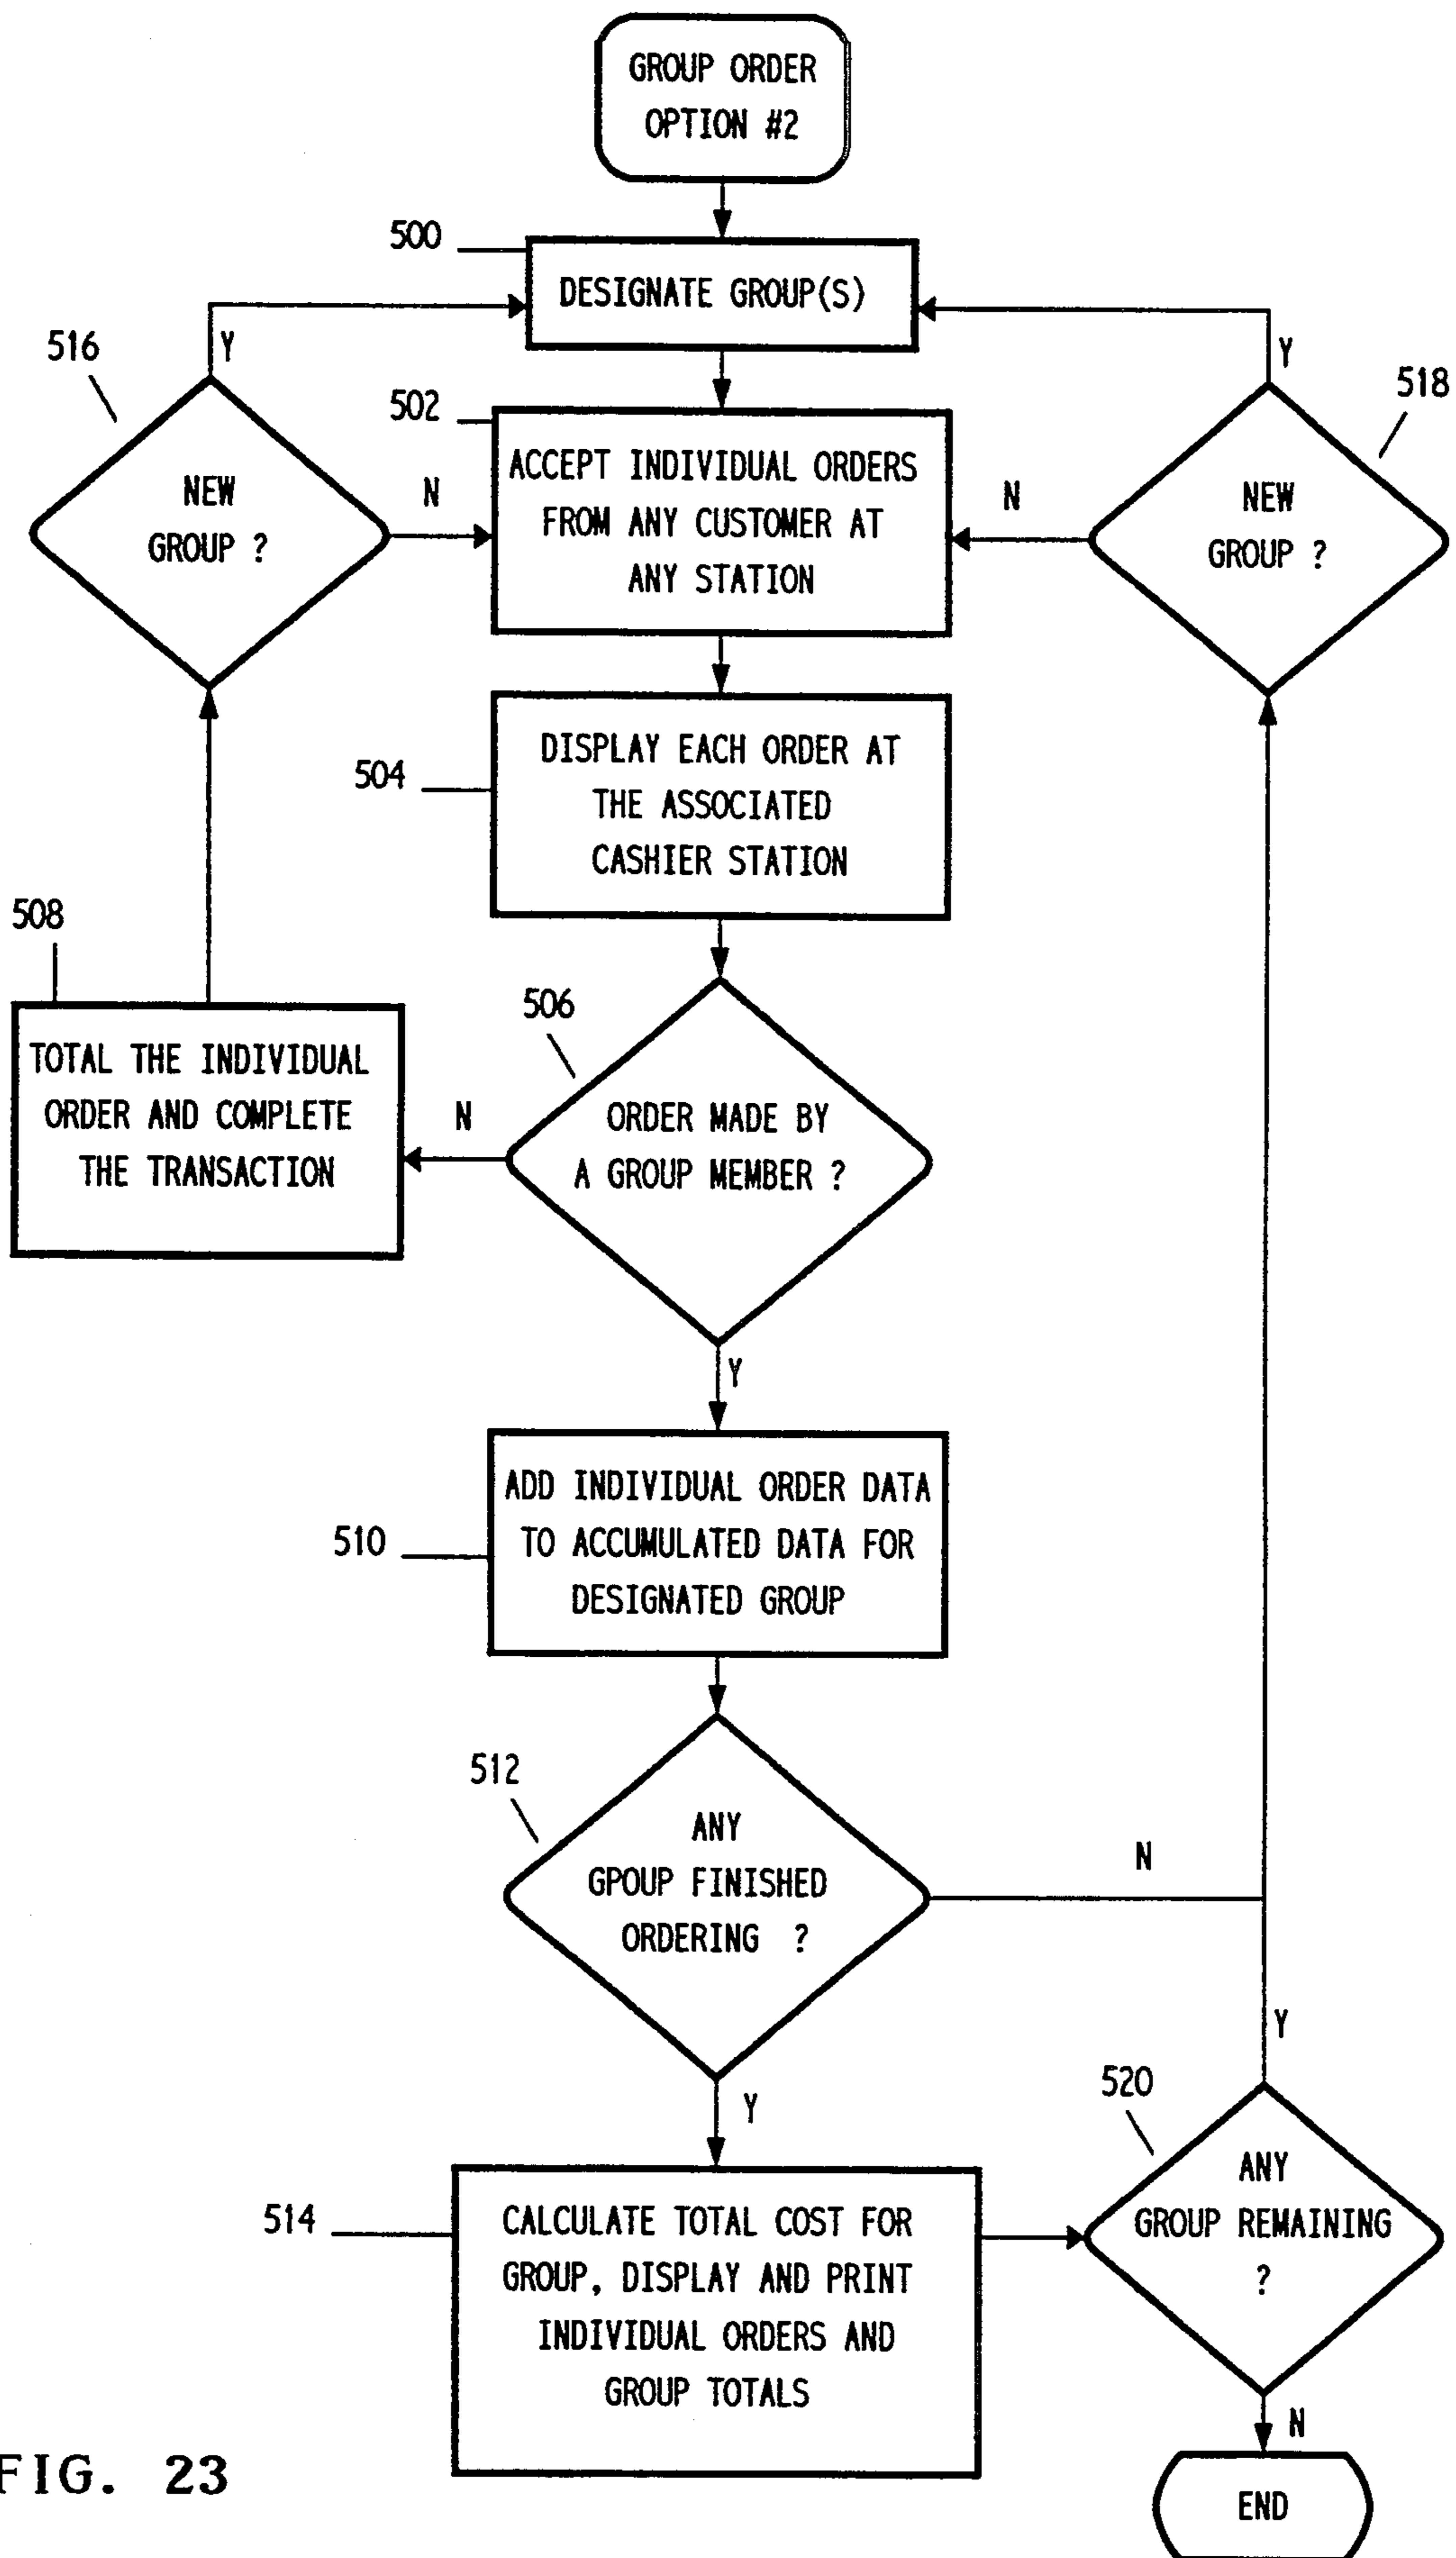 GROUP ORDER
OPTION #2
500
DESIGNATE GROUP(S)
516
Y
Y
518
502
NEW
GROUP ?
N
ACCEPT INDIVIDUAL ORDERS
FROM ANY CUSTOMER AT
ANY STATION
N
NEW
GROUP ?
504
DISPLAY EACH ORDER AT
THE ASSOCIATED
CASHIER STATION
508
TOTAL THE INDIVIDUAL
ORDER AND COMPLETE
THE TRANSACTION
506
N
ORDER MADE BY
A GROUP MEMBER ?
Y
510
ADD INDIVIDUAL ORDER DATA
TO ACCUMULATED DATA FOR
DESIGNATED GROUP
512
ANY
GPOUP FINISHED
ORDERING ?
N
Y
Y
520
ANY
GROUP REMAINING
?
514
CALCULATE TOTAL COST FOR
GROUP, DISPLAY AND PRINT
INDIVIDUAL ORDERS AND
GROUP TOTALS
N
END
FIG. 23